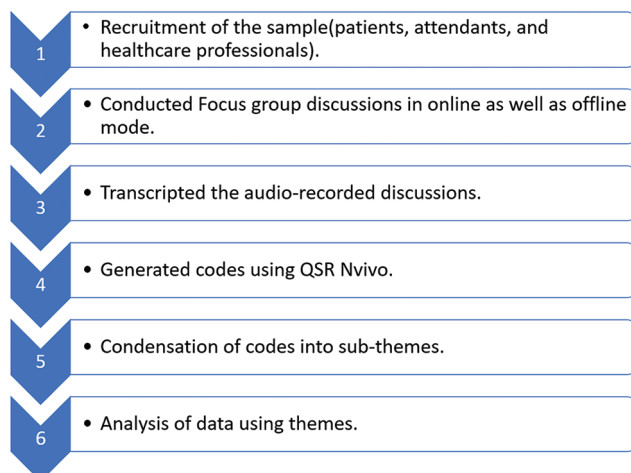 1
• Recruitment of the sample(patients, attendants, and
healthcare professionals).
2
• Conducted Focus group discussions in online as well as offline
mode.
3
• Transcripted the audio-recorded discussions.
4
• Generated codes using QSR Nvivo.
5
• Condensation of codes into sub-themes.
6
• Analysis of data using themes.